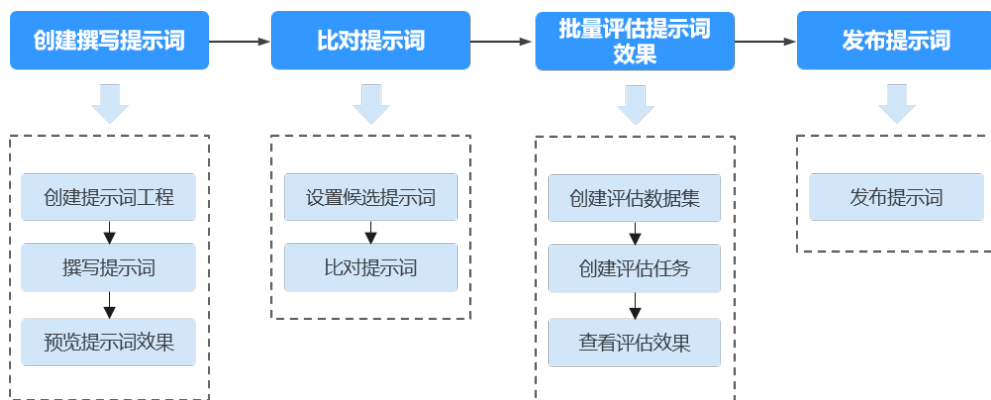 创建撰写提示词
比对提示词
批量评估提示词
效果
发布提示词
创建提示词工程
撰写提示词
预览提示词效果
设置候选提示词
比对提示词
创建评估数据集
创建评估任务
查看评估效果
发布提示词